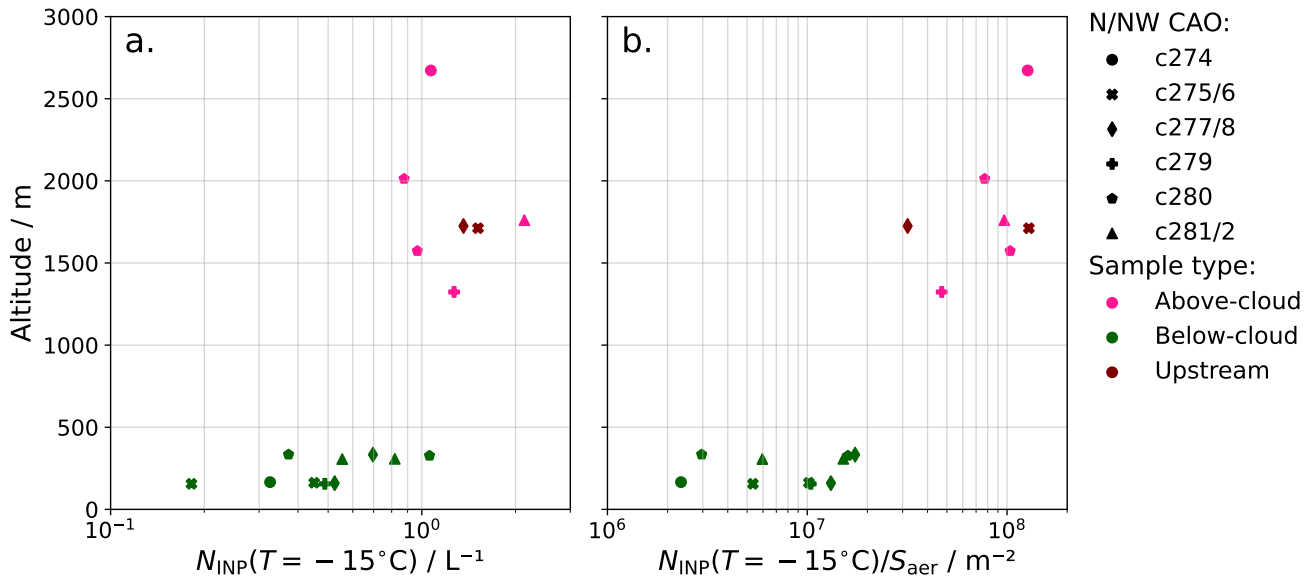 a.
b.
Altitude / m
3000
2500
2000
1500
1000
500
0
10⁻¹
10⁰
N_INP(T = − 15°C) / L⁻¹
10⁶
10⁷
10⁸
N_INP(T = − 15°C)/S_aer / m⁻²
N/NW CAO:
c274
c275/6
c277/8
c279
c280
c281/2
Sample type:
Above-cloud
Below-cloud
Upstream